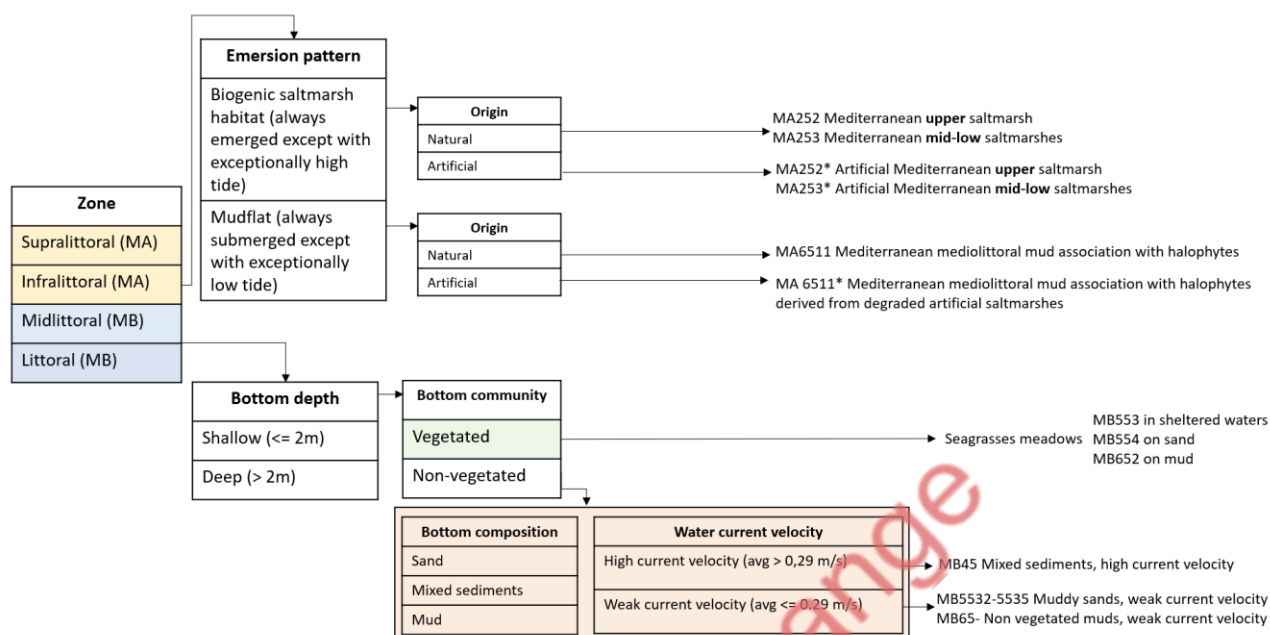 Emersion pattern
Biogenic saltmarsh
habitat (always
emerged except with
exceptionally high
tide)
Mudflat (always
submerged except
with exceptionally
low tide)
Origin
Natural
Artificial
MA252 Mediterranean upper saltmarsh
MA253 Mediterranean mid-low saltmarshes
MA252* Artificial Mediterranean upper saltmarsh
MA253* Artificial Mediterranean mid-low saltmarshes
Origin
Natural
Artificial
MA6511 Mediterranean mediolittoral mud association with halophytes
MA 6511* Mediterranean mediolittoral mud association with halophytes
derived from degraded artificial saltmarshes
Zone
Supralittoral (MA)
Infralittoral (MA)
Midlittoral (MB)
Littoral (MB)
Bottom depth
Shallow (<= 2m)
Deep (> 2m)
Bottom community
Vegetated
Non-vegetated
Seagrasses meadows
MB553 in sheltered waters
MB554 on sand
MB652 on mud
Bottom composition
Sand
Mixed sediments
Mud
Water current velocity
High current velocity (avg > 0,29 m/s)
Weak current velocity (avg <= 0.29 m/s)
MB45 Mixed sediments, high current velocity
MB5532-5535 Muddy sands, weak current velocity
MB65- Non vegetated muds, weak current velocity
ange